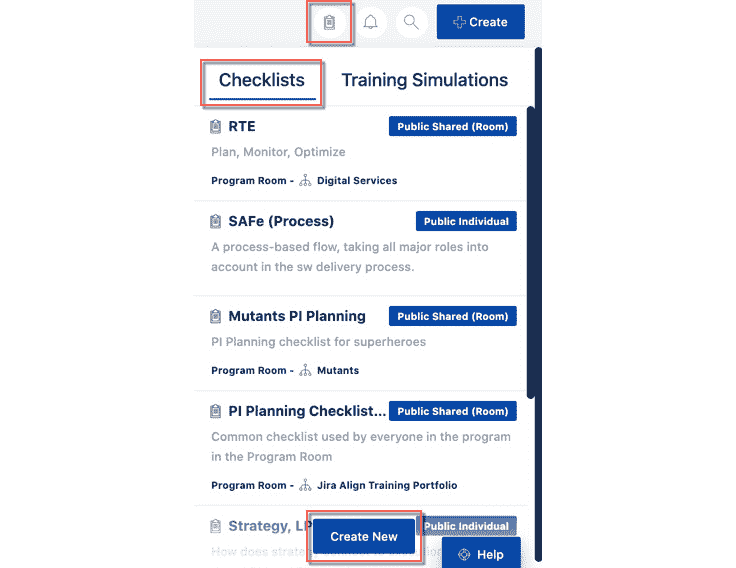 Create
Checklists Training Simulations
RTE Public Shared (Room)
Plan, Monitor, Optimize
Program Room - Digital Services
SAFe (Process) Public Individual
A process-based flow, taking all major roles into
account in the sw delivery process.
Mutants PI Planning Public Shared (Room)
PI Planning checklist for superheroes
Program Room - Mutants
PI Planning Checklist... Public Shared (Room)
Common checklist used by everyone in the program
in the Program Room
Program Room - Jira Align Training Portfolio
Strategy, Public Individual
Create New
How does
Help